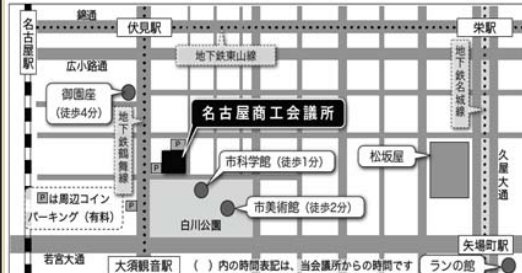 錦通
名古屋駅
伏見駅
栄駅
地下鉄東山線
地下鉄名城線
広小路通
御園座
(徒歩4分)
地下鉄鶴舞線
名古屋商工会議所
P
P
市科学館(徒歩1分)
松坂屋
久屋大通
Pは周辺コイン
パーキング(有料)
P
市美術館(徒歩2分)
白川公園
矢場町駅
若宮大通
大須観音駅
( )内の時間表記は、当会議所からの時間です
ランの館